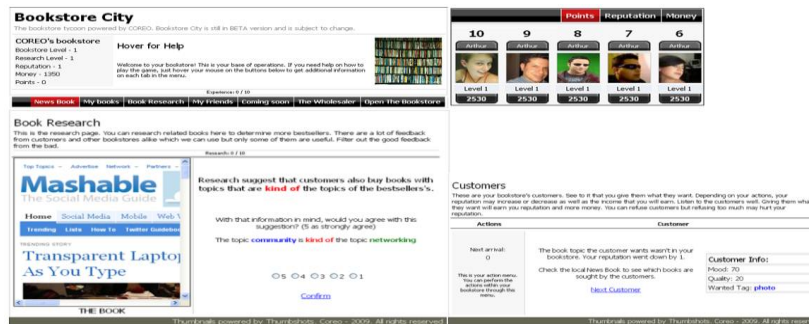 Bookstore City
The bookstore tycoon powered by COREO. Bookstore City is still in BETA version and is subject to change.
COREO's bookstore
Bookstore Level - 1
Research Level - 1
Reputation - 1
Money - 1350
Points - 0
Hover for Help
Welcome to your bookstore! This is your base of operations. If you need help on how to
play the game, just hover your mouse on the buttons below to get additional information
on each tab in the menu.
Experience: 0 / 10
News Book My books Book Research My Friends Coming soon The Wholesaler Open The Bookstore
Book Research
This is the research page. You can research related books here to determine more bestsellers. There are a lot of feedback
from customers and other bookstores alike which we can use but only some of them are useful. Filter out the good feedback
from the bad.
Research: 0 / 10
Top Topics - Advertise Network - Partners -
Mashable
The Social Media Guide
Home Social Media Mobile Web
Trending Lists How To Twitter Guidebook
TRENDING STORY
Transparent Laptop
As You Type
THE BOOK
Research suggest that customers also buy books with
topics that are kind of the topics of the bestsellers's.
With that information in mind, would you agree with this
suggestion? (5 as strongly agree)
The topic community is kind of the topic networking
5 4 3 2 1
Confirm
Thumbnails powered by Thumbshots. Coreo - 2009. All rights reserved
Points Reputation Money
10 9 8 7 6
Arthur Arthur Arthur Arthur Arthur
Level 1 Level 1 Level 1 Level 1 Level 1
2530 2530 2530 2530 2530
Customers
These are your bookstore's customers. See to it that you give them what they want. Depending on your actions, your
reputation may increase or decrease as well as the income that you will earn. Listen to the customers well. Giving them wha
they want will earn you reputation and more money. You can refuse customers but refusing too much may hurt your
reputation.
Actions Customer
Next arrival:
()
This is your action menu.
You can perform the
actions within your
bookstore through this
menu.
The book topic the customer wants wasn't in your
bookstore. Your reputation went down by 1.
Check the local News Book to see which books are
sought by the customers.
Next Customer
Customer Info:
Mood: 70
Quality: 20
Wanted Tag: photo
Thumbnails powered by Thumbshots. Coreo - 2009. All rights reser